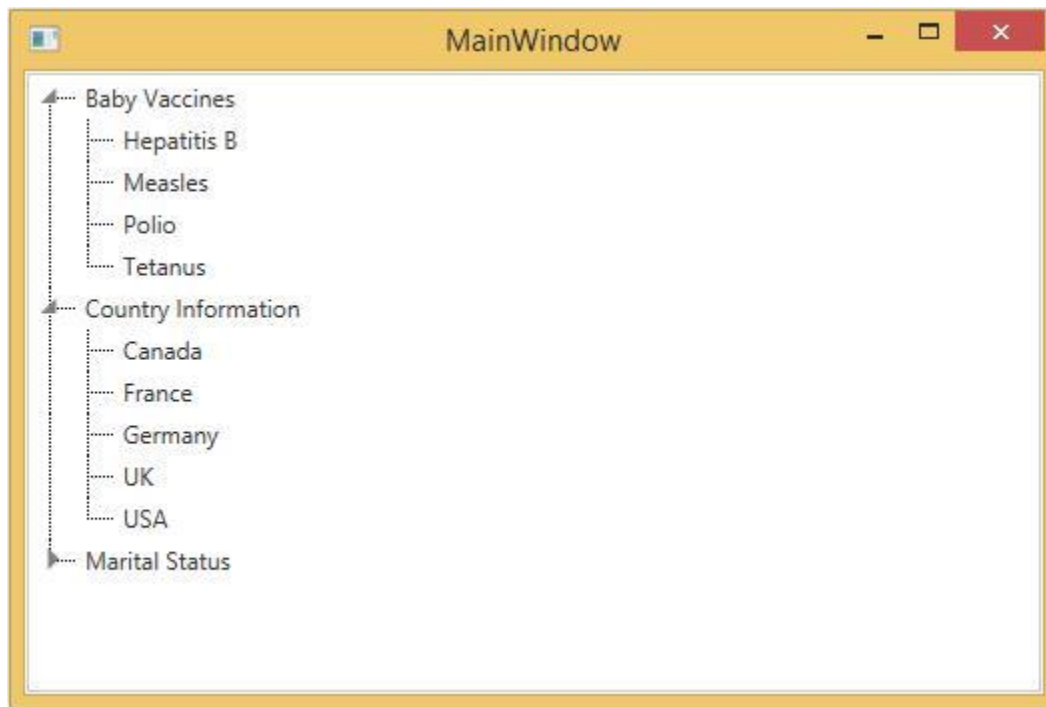 MainWindow
Baby Vaccines
Hepatitis B
Measles
Polio
Tetanus
Country Information
Canada
France
Germany
UK
USA
Marital Status